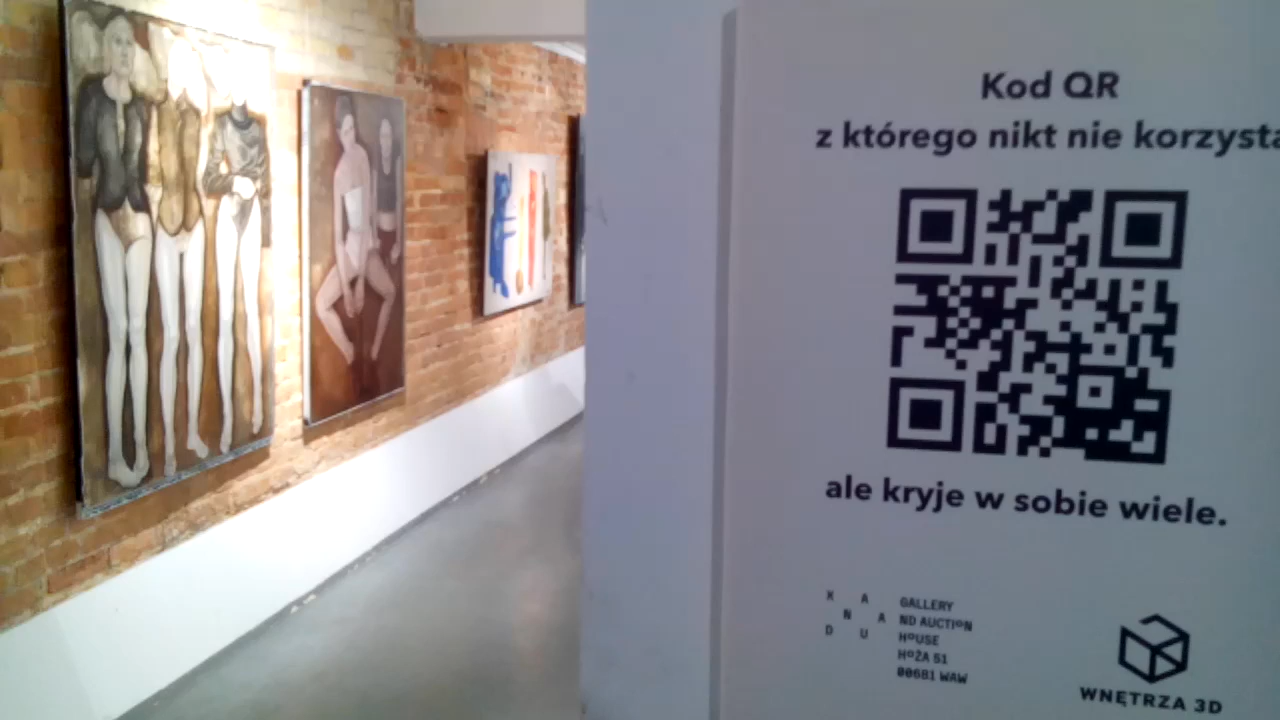 Kod QR
z którego nikt nie korzysta
ale kryje w sobie wiele.
K A
N A
D U
GALLERY
ND AUCTION
HOUSE
HOŻA 51
00681 WAW
WNĘTRZA 3D